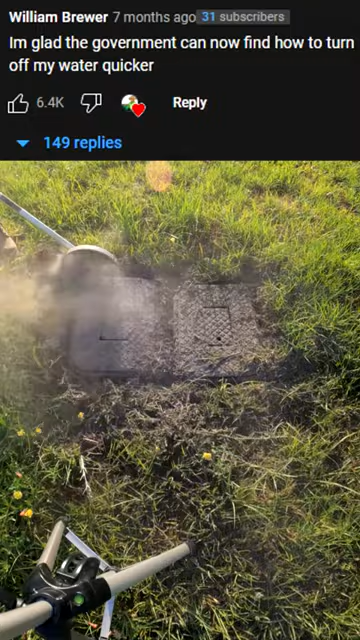 William Brewer 7 months ago 31 subscribers
Im glad the government can now find how to turn
off my water quicker
6.4K Reply
149 replies